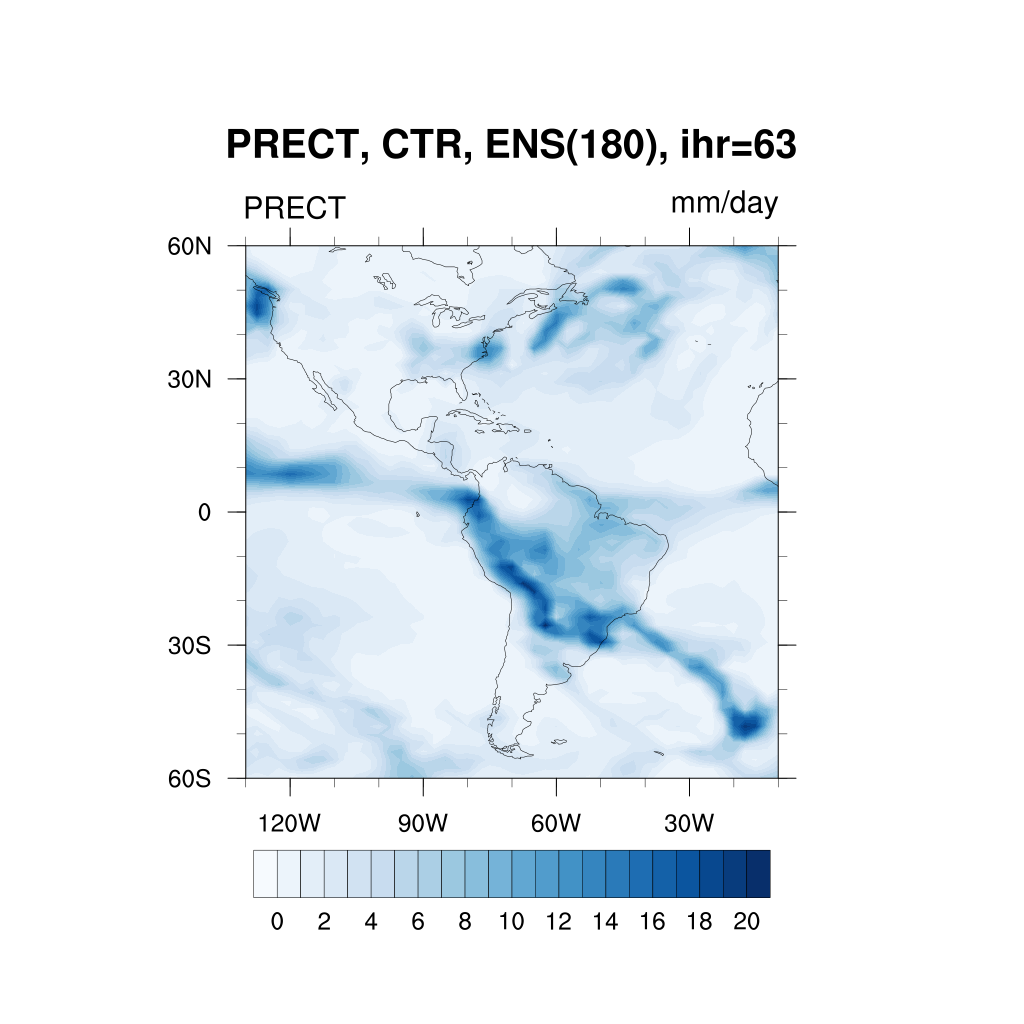 PRECT, CTR, ENS(180), ihr=63
PRECT mm/day
60N
30N
0
30S
60S
120W 90W 60W 30W
0 2 4 6 8 10 12 14 16 18 20